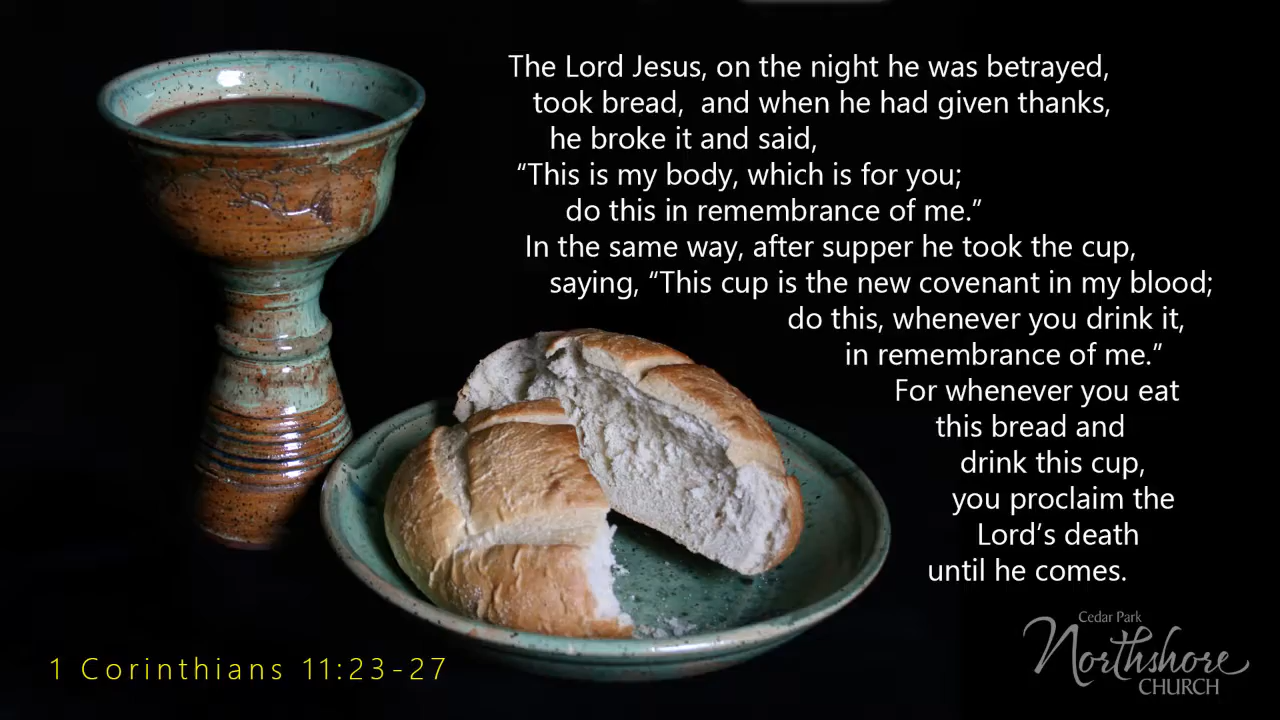 The Lord Jesus, on the night he was betrayed,
took bread,  and when he had given thanks,
he broke it and said,
“This is my body, which is for you;
do this in remembrance of me.”
In the same way, after supper he took the cup,
saying, “This cup is the new covenant in my blood;
do this, whenever you drink it,
in remembrance of me.”
For whenever you eat
this bread and
drink this cup,
you proclaim the
Lord’s death
until he comes.
1 Corinthians 11:23-27
Cedar Park
Northshore
CHURCH